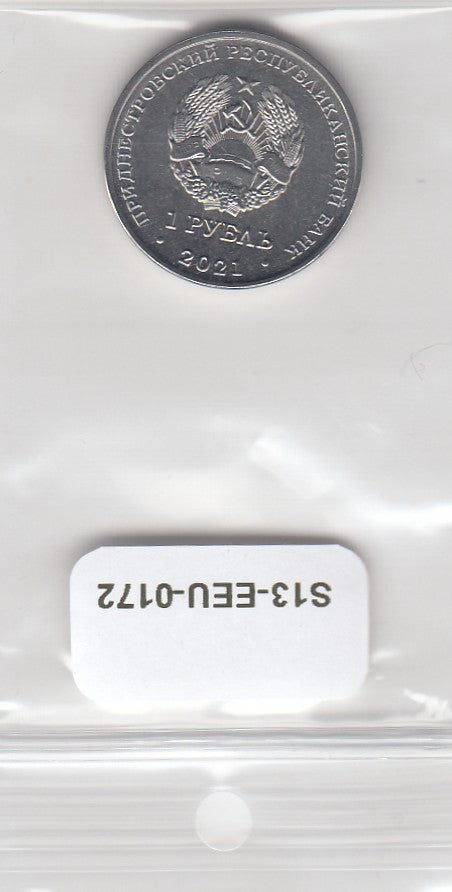 ПРИДНЕСТРОВСКИЙ РЕСПУБЛИКАНСКИЙ БАНК
1 РУБЛЬ
· 2021 ·
S13-EEU-0172